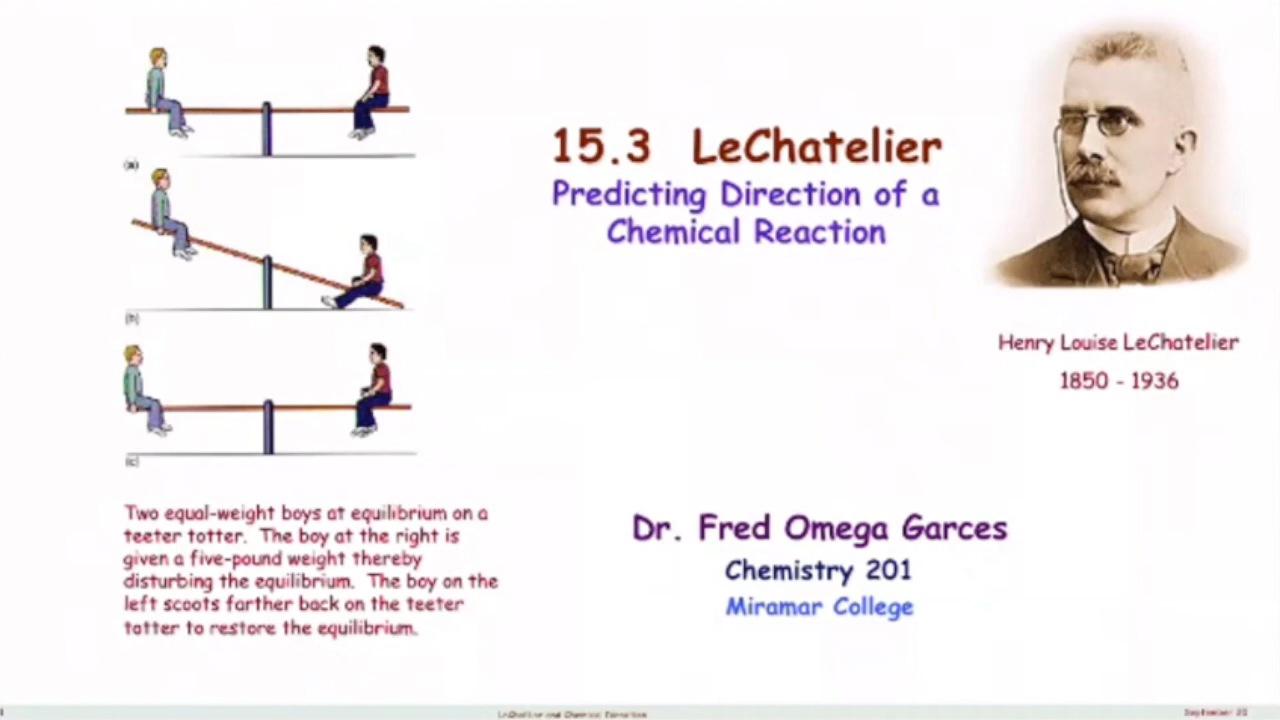 (a)
(b)
(c)
15.3 LeChatelier
Predicting Direction of a
Chemical Reaction
Henry Louise LeChatelier
1850 - 1936
Two equal-weight boys at equilibrium on a
teeter totter. The boy at the right is
given a five-pound weight thereby
disturbing the equilibrium. The boy on the
left scoots farther back on the teeter
totter to restore the equilibrium.
Dr. Fred Omega Garces
Chemistry 201
Miramar College
and Chemical
September